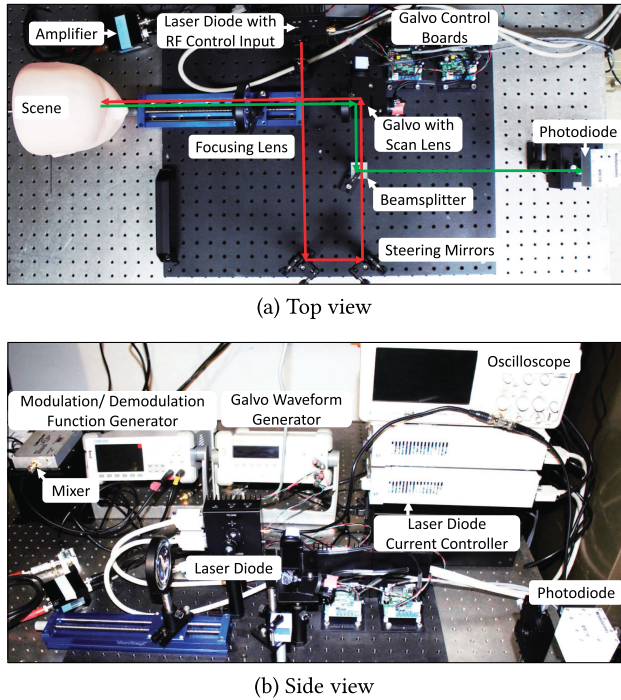 Amplifier
Laser Diode with
RF Control Input
Galvo Control
Boards
Scene
Focusing Lens
Galvo with
Scan Lens
Photodiode
Beamsplitter
Steering Mirrors
(a) Top view
Oscilloscope
Modulation/ Demodulation
Function Generator
Galvo Waveform
Generator
Mixer
Laser Diode
Current Controller
Laser Diode
Photodiode
(b) Side view